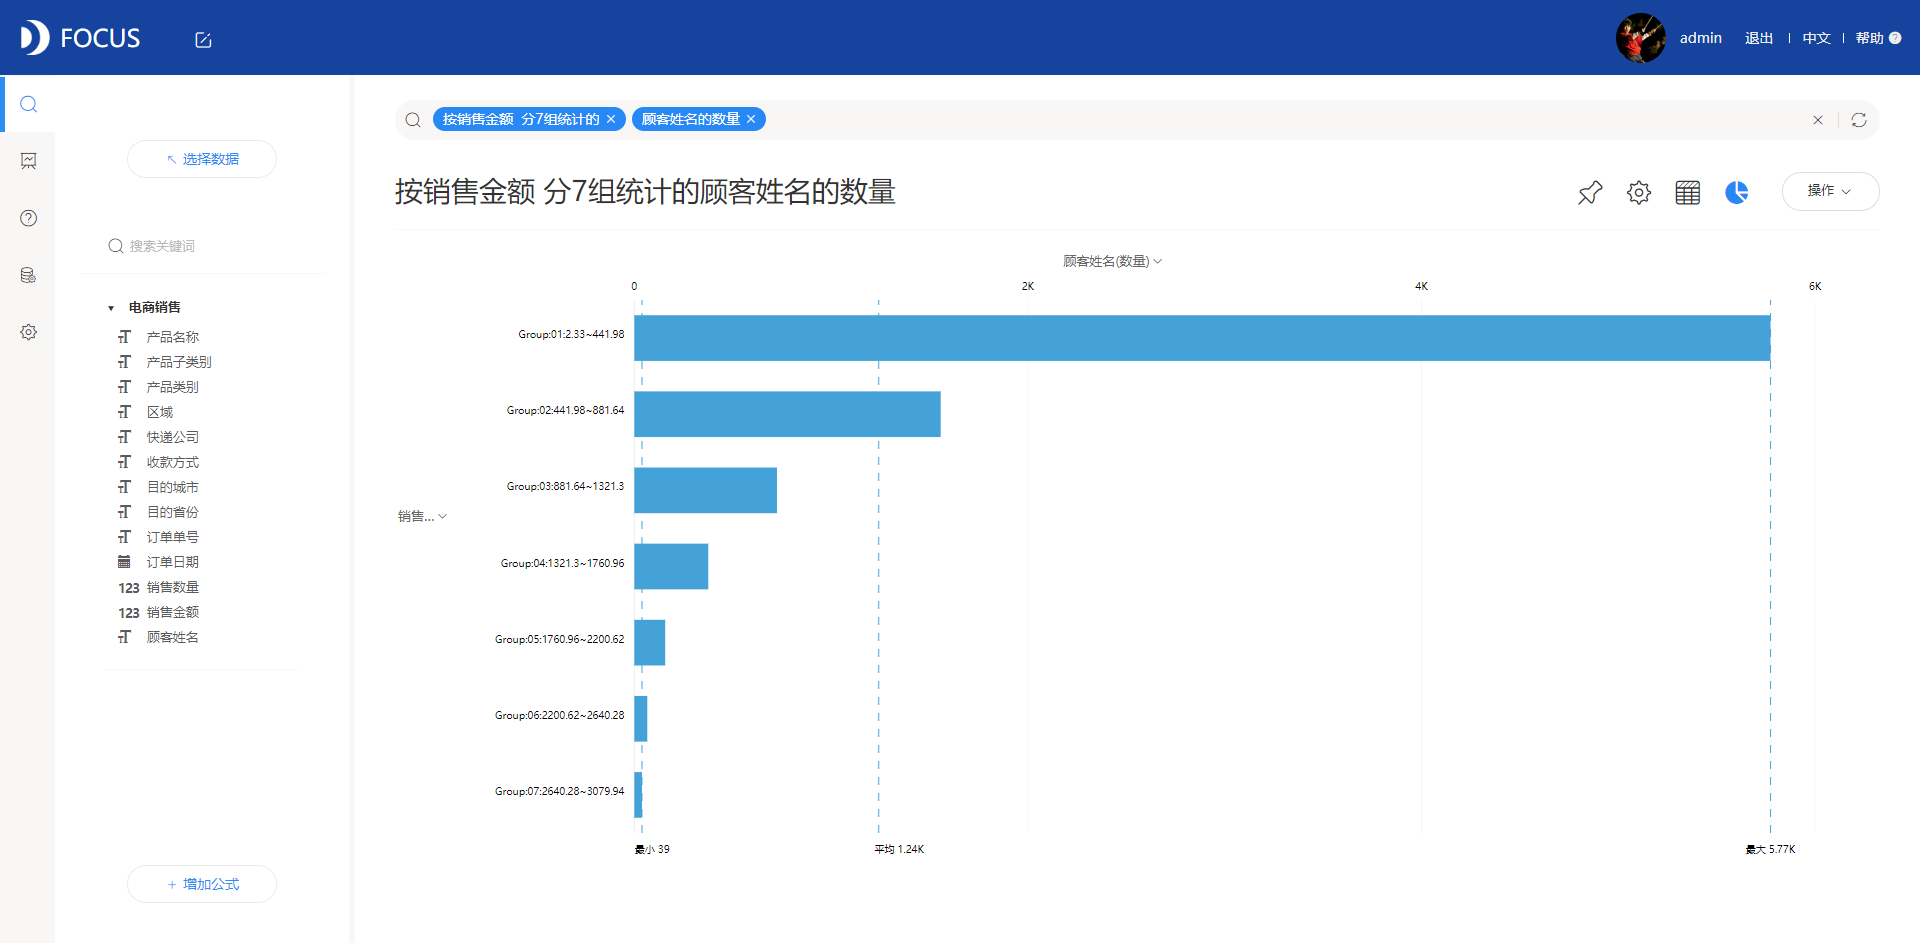 FOCUS
admin 退出 中文 帮助 ?
选择数据
搜索关键词
电商销售
产品名称
产品子类别
产品类别
区域
快递公司
收款方式
目的城市
目的省份
订单单号
订单日期
123 销售数量
123 销售金额
顾客姓名
+ 增加公式
按销售金额 分7组统计的 × 顾客姓名的数量 ×
按销售金额 分7组统计的顾客姓名的数量
操作
顾客姓名(数量)
0 2K 4K 6K
Group:01:2.33~441.98
Group:02:441.98~881.64
Group:03:881.64~1321.3
销售...
Group:04:1321.3~1760.96
Group:05:1760.96~2200.62
Group:06:2200.62~2640.28
Group:07:2640.28~3079.94
最小 39 平均 1.24K 最大 5.77K